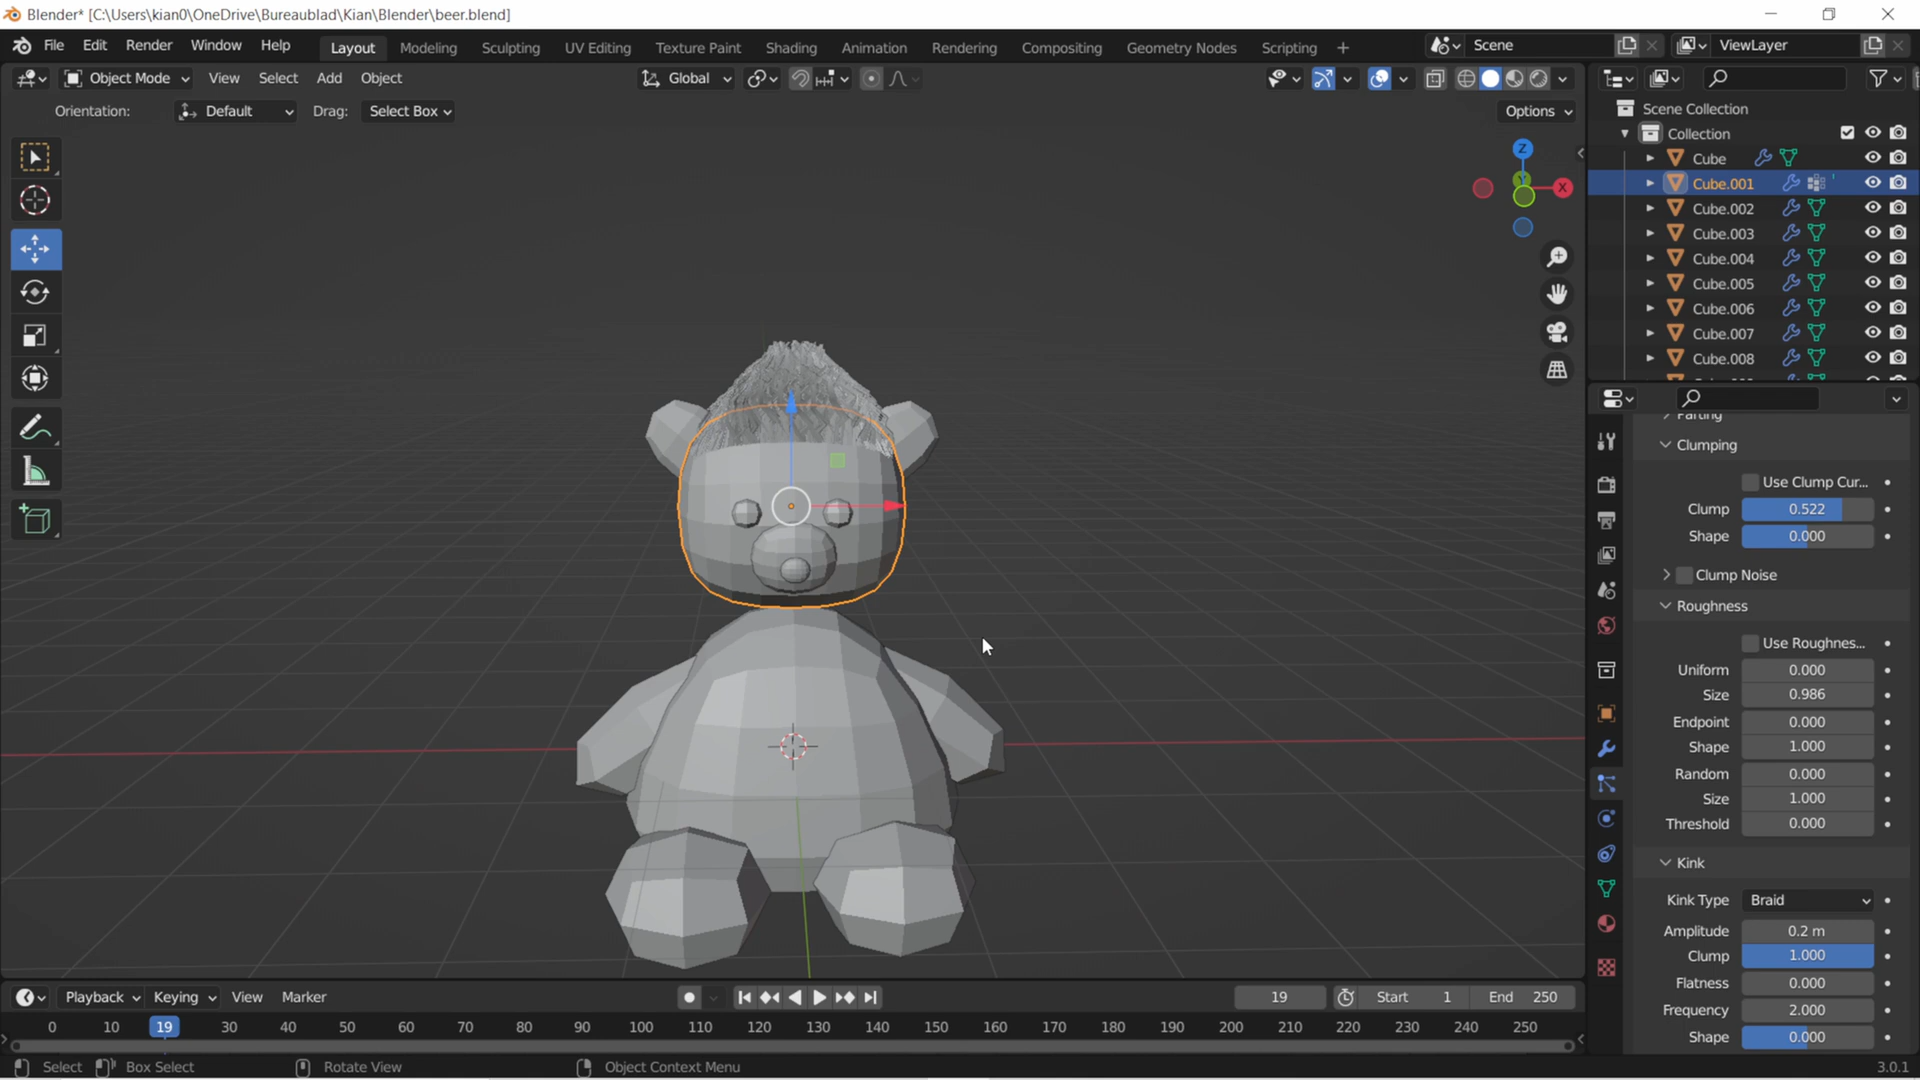 Blender* [C:\Users\kian0\OneDrive\Bureaublad\Kian\Blender\beer.blend]
File Edit Render Window Help Layout Modeling Sculpting UV Editing Texture Paint Shading Animation Rendering Compositing Geometry Nodes Scripting + Scene ViewLayer
Object Mode View Select Add Object Global
Orientation: Default Drag: Select Box Options
Scene Collection
Collection
Cube
Cube.001
Cube.002
Cube.003
Cube.004
Cube.005
Cube.006
Cube.007
Cube.008
Z
X
Parting
Clumping
Use Clump Cur...
Clump 0.522
Shape 0.000
Clump Noise
Roughness
Use Roughnes...
Uniform 0.000
Size 0.986
Endpoint 0.000
Shape 1.000
Random 0.000
Size 1.000
Threshold 0.000
Kink
Kink Type Braid
Amplitude 0.2 m
Clump 1.000
Flatness 0.000
Frequency 2.000
Shape 0.000
Playback Keying View Marker 19 Start 1 End 250
0 10 19 30 40 50 60 70 80 90 100 110 120 130 140 150 160 170 180 190 200 210 220 230 240 250
Select Box Select Rotate View Object Context Menu 3.0.1